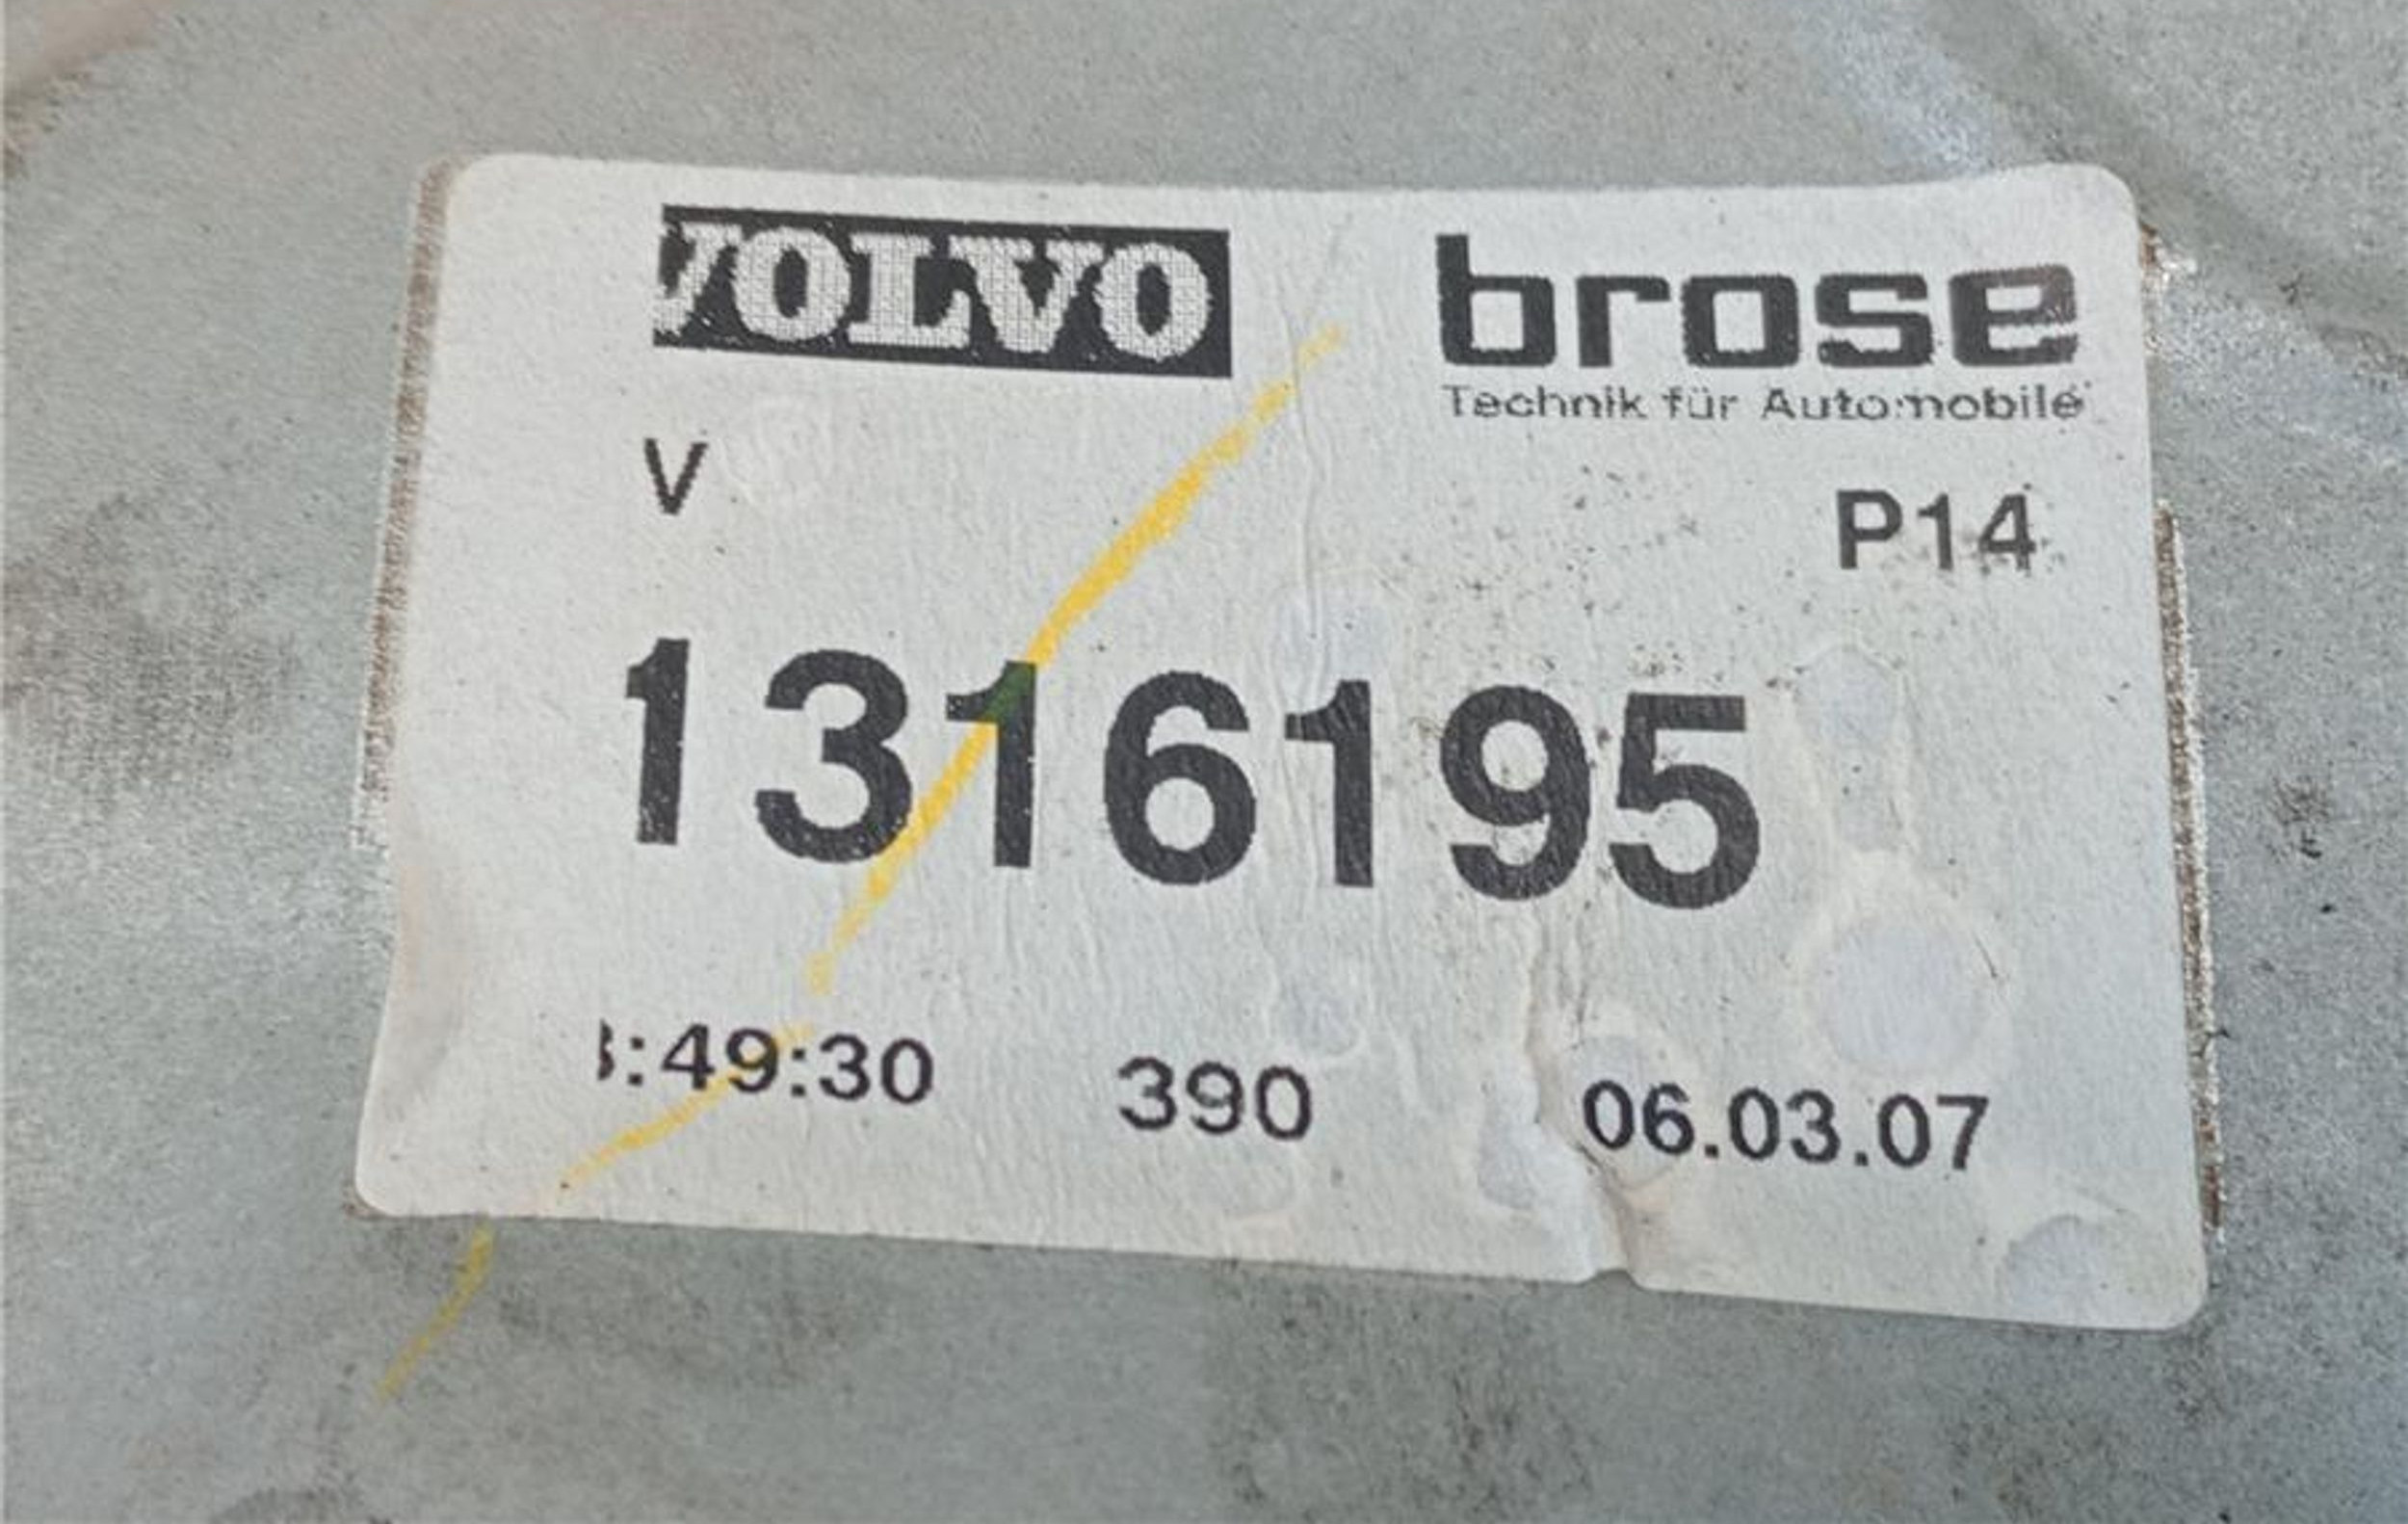 VOLVO brose
Technik für Automobile
V P14
1316195
:49:30 390 06.03.07